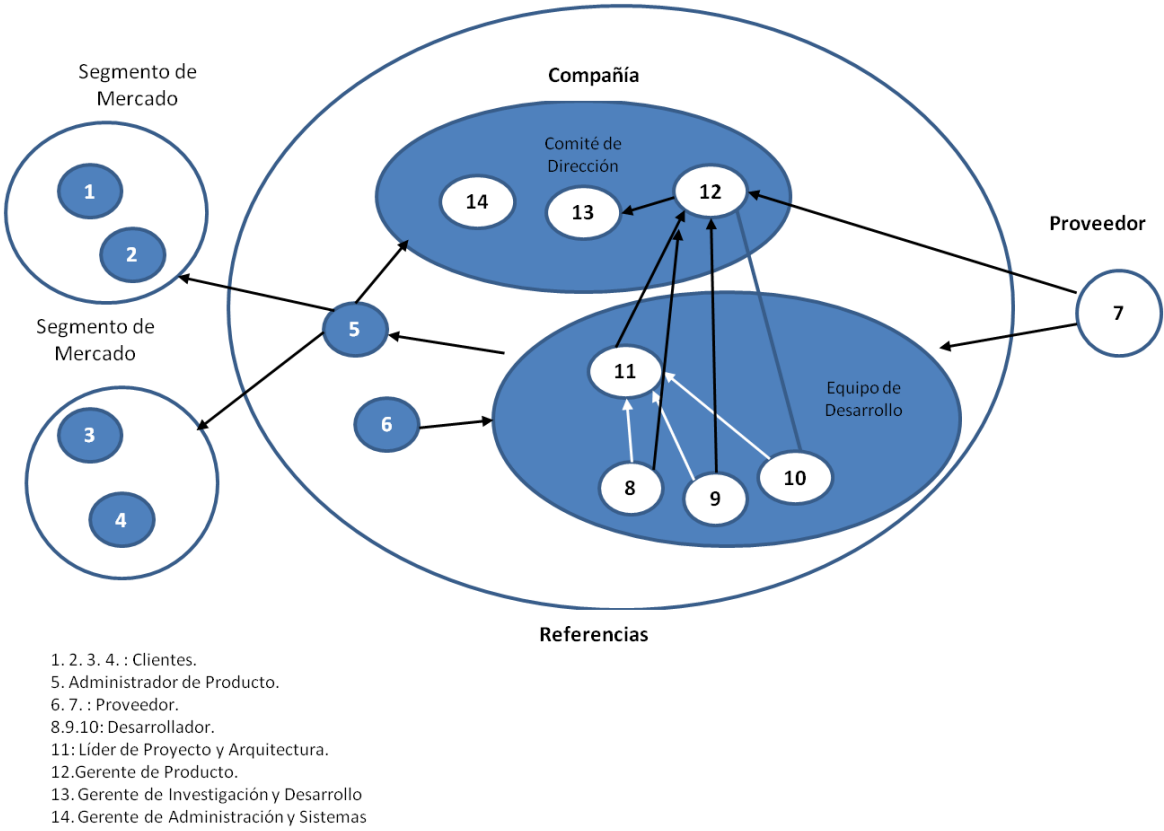 Segmento de
Mercado
1
2
Segmento de
Mercado
3
4
Compañía
Comité de
Dirección
14
13
12
5
6
11
Equipo de
Desarrollo
8
9
10
Proveedor
7
Referencias
1. 2. 3. 4. : Clientes.
5. Administrador de Producto.
6. 7. : Proveedor.
8.9.10: Desarrollador.
11: Líder de Proyecto y Arquitectura.
12.Gerente de Producto.
13. Gerente de Investigación y Desarrollo
14. Gerente de Administración y Sistemas